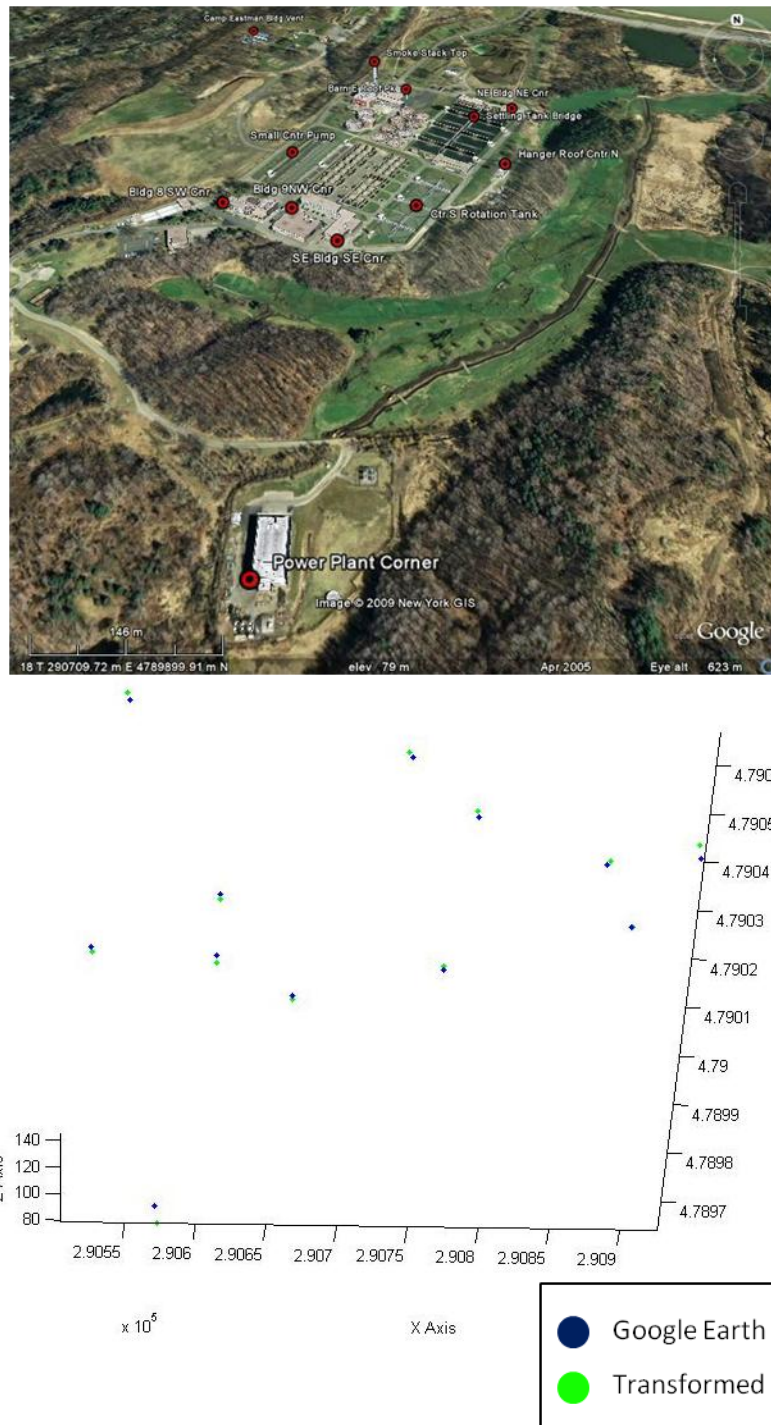 Camp Eastman Bldg Vent
N
Smoke Stack Top
NE Bldg NE Cnr
Settling Tank Bridge
Small Cntr Pump
Hanger Roof Cntr N
Bldg 8 SW Cnr
Bldg 9NW Cnr
Ctr S Rotation Tank
SE Bldg SE Cnr
Power Plant Corner
Image © 2009 New York GIS
146 m
Google
18 T 290709.72 m E 4789899.91 m N
elev 79 m
Apr 2005
Eye alt 623 m
4.790
4.7905
4.7904
4.7903
4.7902
4.7901
4.79
4.7899
4.7898
4.7897
140
120
100
80
2.9055
2.906
2.9065
2.907
2.9075
2.908
2.9085
2.909
x 10⁵
X Axis
Google Earth
Transformed